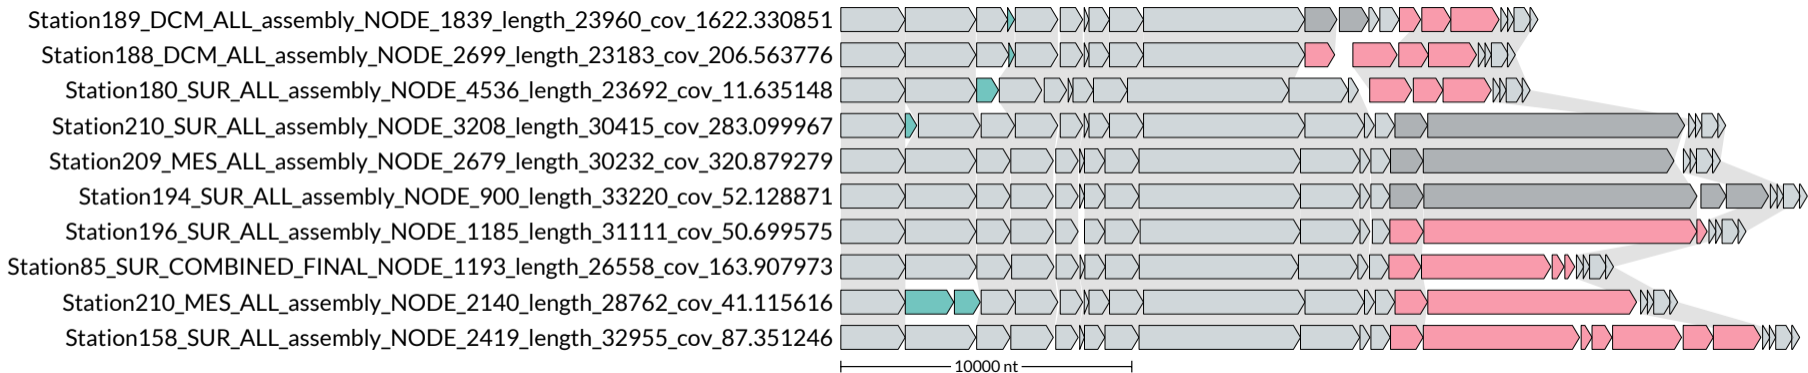 Station189_DCM_ALL_assembly_NODE_1839_length_23960_cov_1622.330851
Station188_DCM_ALL_assembly_NODE_2699_length_23183_cov_206.563776
Station180_SUR_ALL_assembly_NODE_4536_length_23692_cov_11.635148
Station210_SUR_ALL_assembly_NODE_3208_length_30415_cov_283.099967
Station209_MES_ALL_assembly_NODE_2679_length_30232_cov_320.879279
Station194_SUR_ALL_assembly_NODE_900_length_33220_cov_52.128871
Station196_SUR_ALL_assembly_NODE_1185_length_31111_cov_50.699575
Station85_SUR_COMBINED_FINAL_NODE_1193_length_26558_cov_163.907973
Station210_MES_ALL_assembly_NODE_2140_length_28762_cov_41.115616
Station158_SUR_ALL_assembly_NODE_2419_length_32955_cov_87.351246
10000 nt